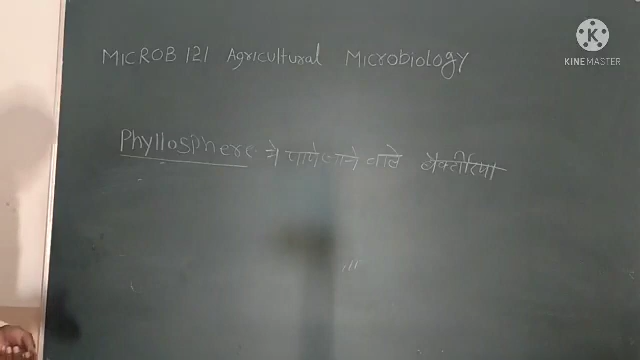 MICROB 121 Agricultural Microbiology
Phyllosphere में पाये जाने वाले बैक्टीरिया
K
KINEMASTER